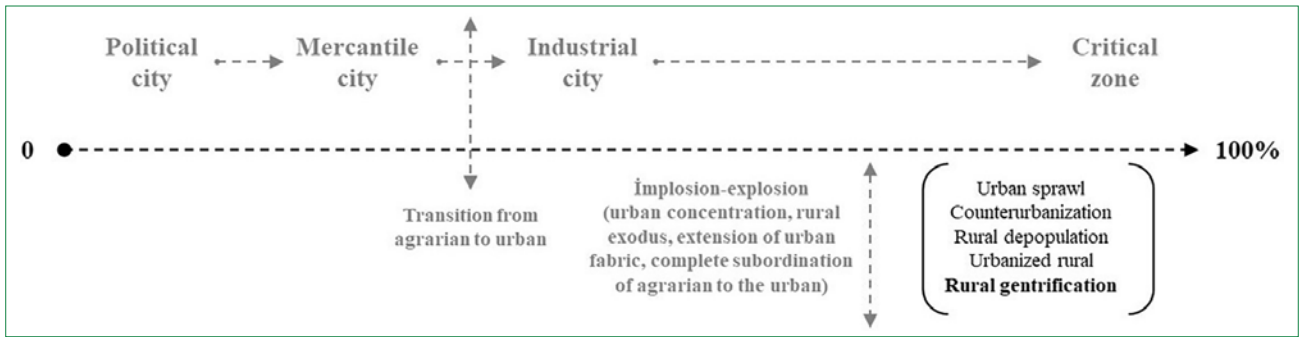 Political
city
Mercantile
city
Industrial
city
Critical
zone
0
100%
Transition from
agrarian to urban
İmplosion-explosion
(urban concentration, rural
exodus, extension of urban
fabric, complete subordination
of agrarian to the urban)
Urban sprawl
Counterurbanization
Rural depopulation
Urbanized rural
Rural gentrification